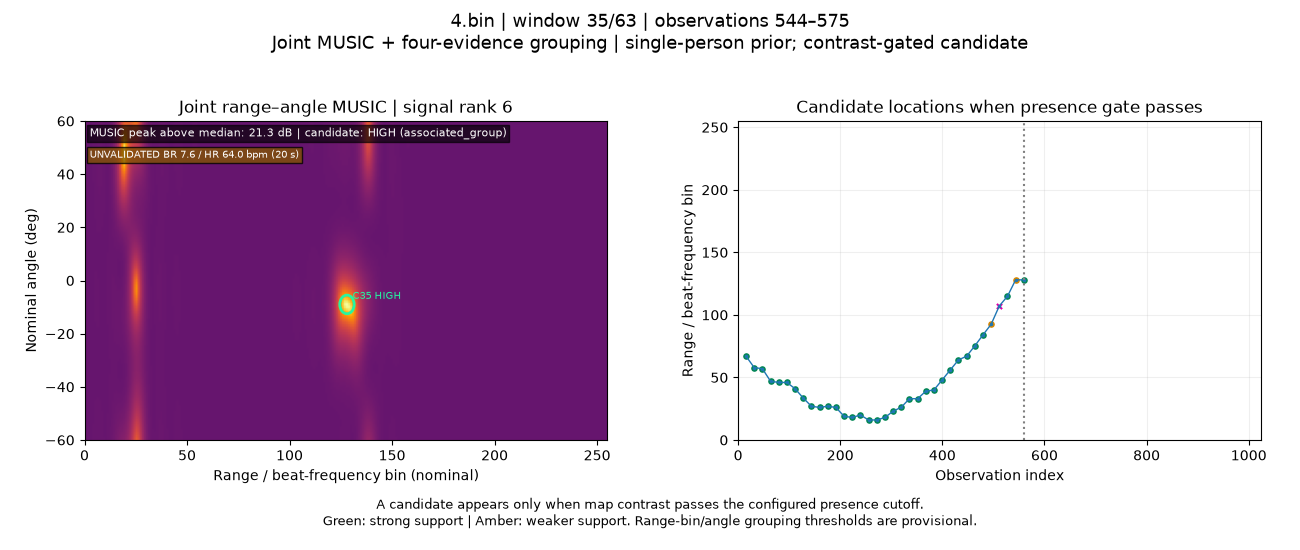 4.bin | window 35/63 | observations 544–575
Joint MUSIC + four-evidence grouping | single-person prior; contrast-gated candidate
Joint range–angle MUSIC | signal rank 6
MUSIC peak above median: 21.3 dB | candidate: HIGH (associated_group)
UNVALIDATED BR 7.6 / HR 64.0 bpm (20 s)
C35 HIGH
60
40
20
0
−20
−40
−60
Nominal angle (deg)
0 50 100 150 200 250
Range / beat-frequency bin (nominal)
Candidate locations when presence gate passes
250
200
150
100
50
0
Range / beat-frequency bin
0 200 400 600 800 1000
Observation index
A candidate appears only when map contrast passes the configured presence cutoff.
Green: strong support | Amber: weaker support. Range-bin/angle grouping thresholds are provisional.